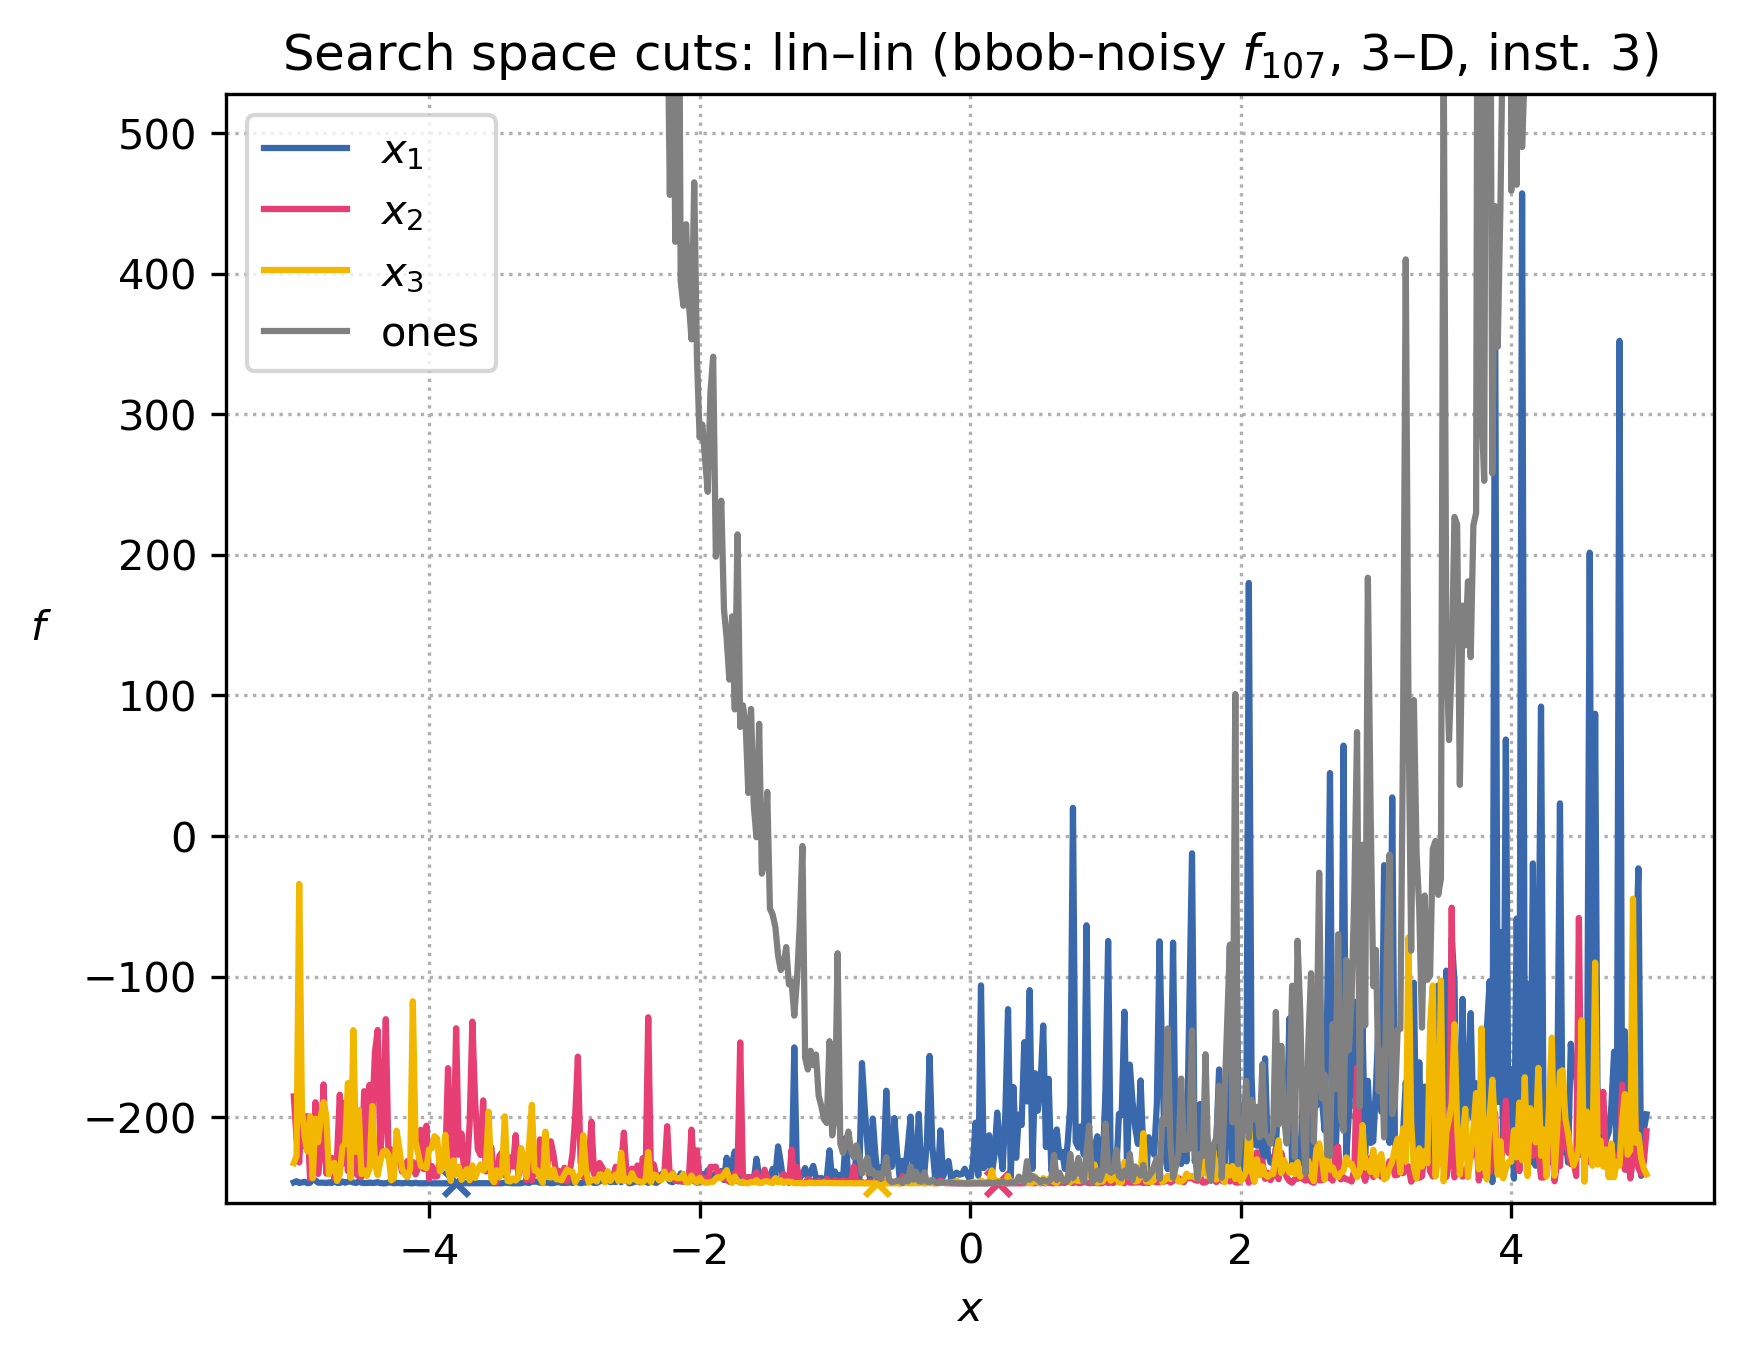 Search space cuts: lin–lin (bbob-noisy f₁₀₇, 3–D, inst. 3)
x₁
x₂
x₃
ones
500
400
300
200
100
0
−100
−200
f
−4 −2 0 2 4
x